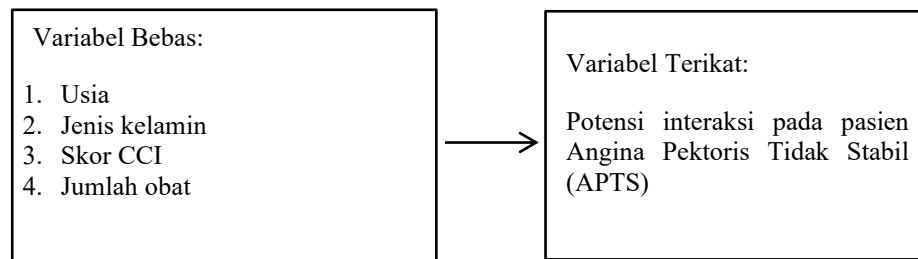 Variabel Bebas:
1. Usia
2. Jenis kelamin
3. Skor CCI
4. Jumlah obat
Variabel Terikat:
Potensi interaksi pada pasien
Angina Pektoris Tidak Stabil
(APTS)